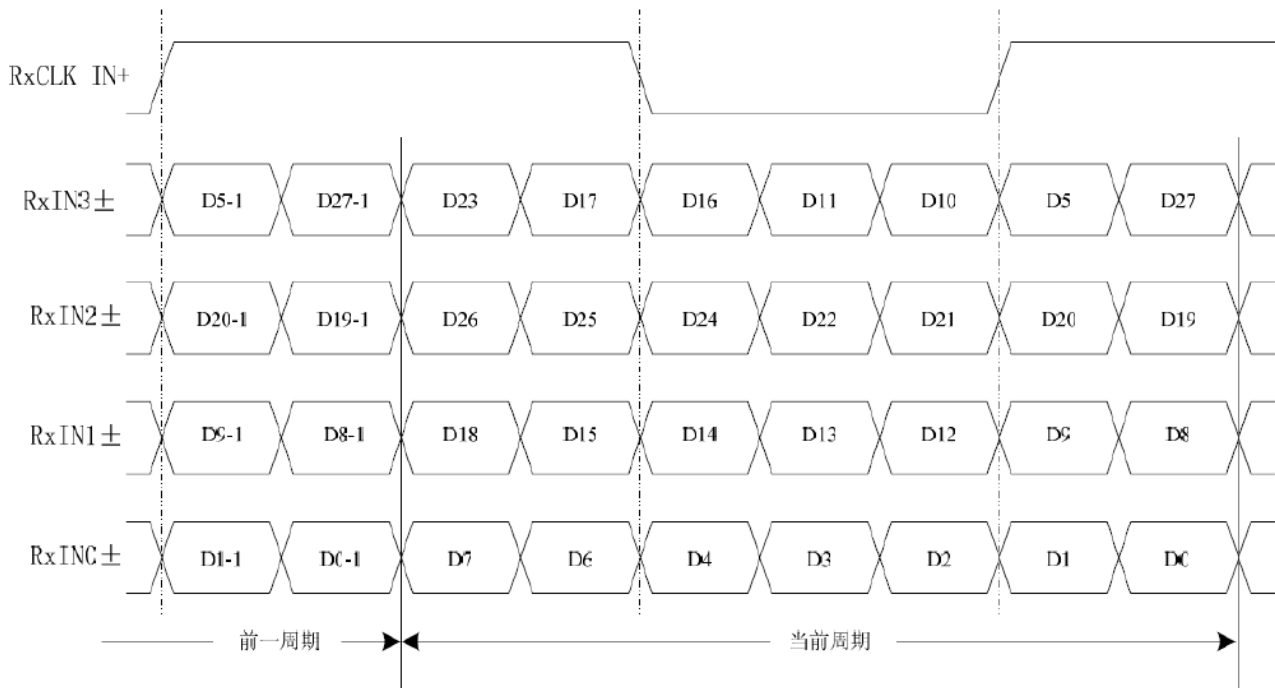 RxCLK IN+
RxIN3± D5-1 D27-1 D23 D17 D16 D11 D10 D5 D27
RxIN2± D20-1 D19-1 D26 D25 D24 D22 D21 D20 D19
RxIN1± D9-1 D8-1 D18 D15 D14 D13 D12 D9 D8
RxIN0± D1-1 D0-1 D7 D6 D4 D3 D2 D1 D0
前一周期 当前周期